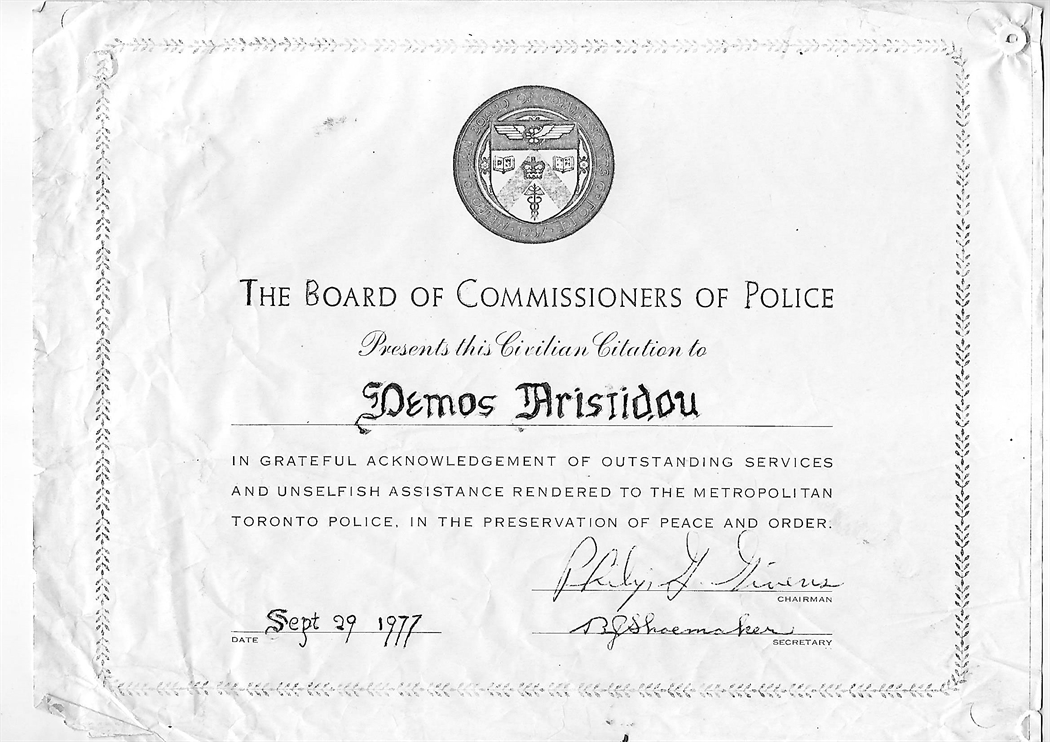 THE BOARD OF COMMISSIONERS OF POLICE
Presents this Civilian Citation to
Demos Aristidou
IN GRATEFUL ACKNOWLEDGEMENT OF OUTSTANDING SERVICES
AND UNSELFISH ASSISTANCE RENDERED TO THE METROPOLITAN
TORONTO POLICE, IN THE PRESERVATION OF PEACE AND ORDER.
Philip G. Givens
CHAIRMAN
Sept 29 1977
DATE
BJ Shoemaker
SECRETARY